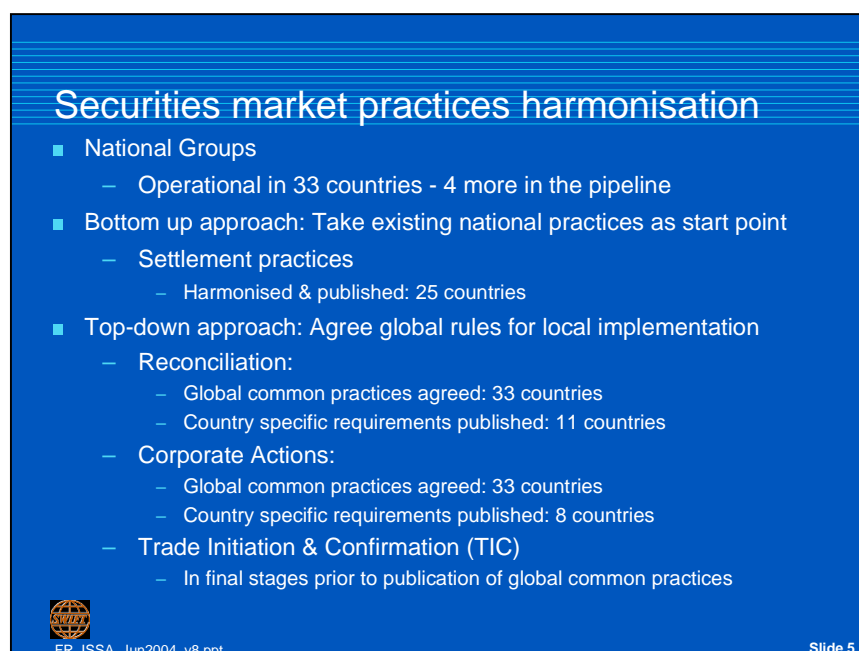 Securities market practices harmonisation
National Groups
– Operational in 33 countries - 4 more in the pipeline
Bottom up approach: Take existing national practices as start point
– Settlement practices
– Harmonised & published: 25 countries
Top-down approach: Agree global rules for local implementation
– Reconciliation:
– Global common practices agreed: 33 countries
– Country specific requirements published: 11 countries
– Corporate Actions:
– Global common practices agreed: 33 countries
– Country specific requirements published: 8 countries
– Trade Initiation & Confirmation (TIC)
– In final stages prior to publication of global common practices
SWIFT
ER_ISSA_Jun2004_v8.ppt
Slide 5